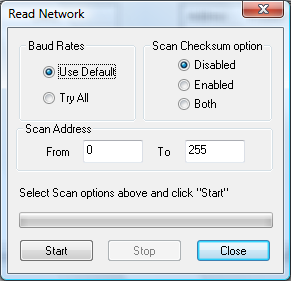 Read Network
Baud Rates
Use Default
Try All
Scan Checksum option
Disabled
Enabled
Both
Scan Address
From 0 To 255
Select Scan options above and click "Start"
Start Stop Close